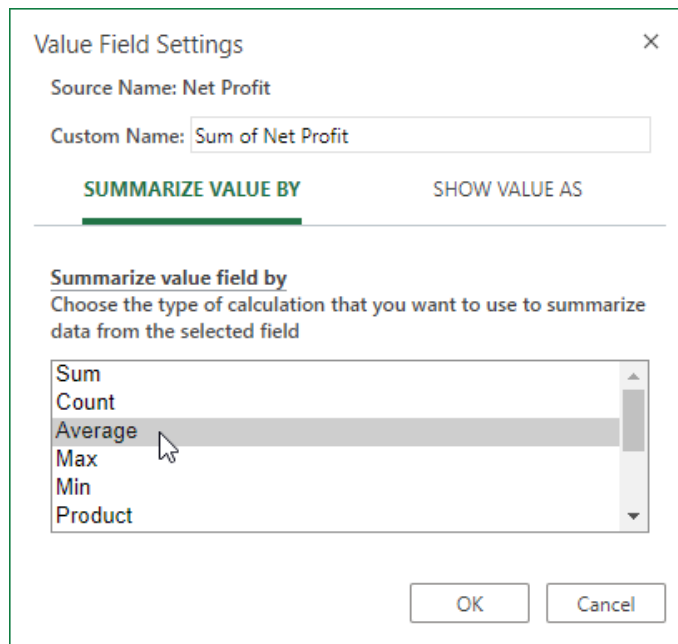 Value Field Settings
Source Name: Net Profit
Custom Name: Sum of Net Profit
SUMMARIZE VALUE BY SHOW VALUE AS
Summarize value field by
Choose the type of calculation that you want to use to summarize
data from the selected field
Sum
Count
Average
Max
Min
Product
OK Cancel